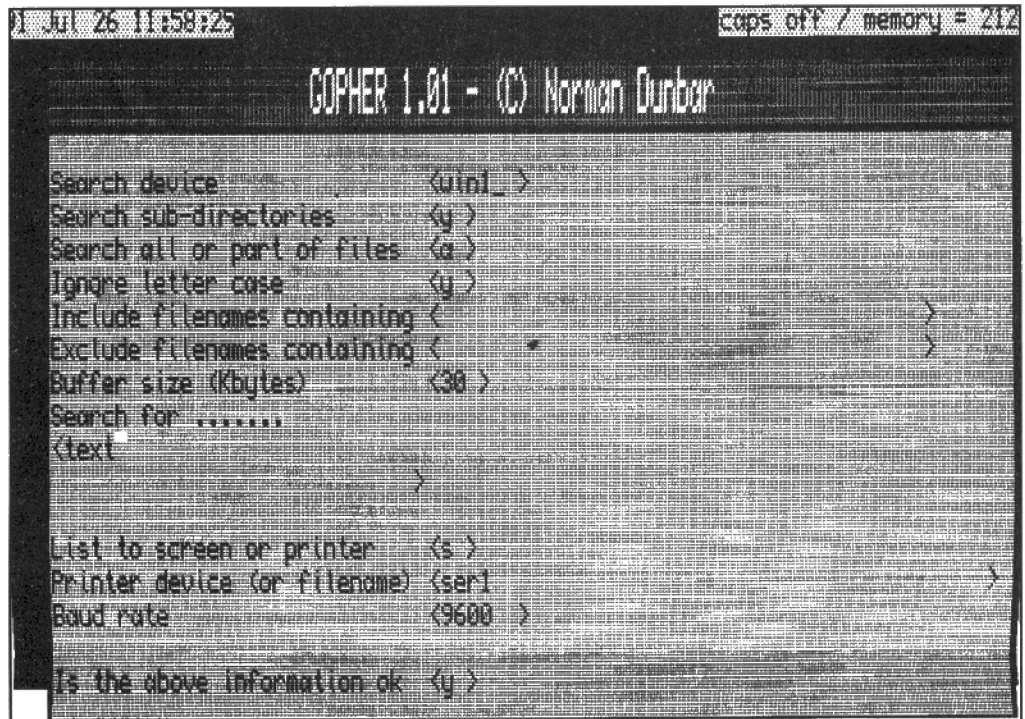 Jul 26 11:58:25
caps off / memory = 212
GOPHER 1.01 - (C) Norman Dunbar
Search device <win1_ >
Search sub-directories <y >
Search all or part of files <a >
Ignore letter case <y >
Include filenames containing < >
Exclude filenames containing < >
Buffer size (Kbytes) <30 >
Search for .......
<text
>
List to screen or printer <s >
Printer device (or filename) <ser1 >
Baud rate <9600 >
Is the above information ok <y >